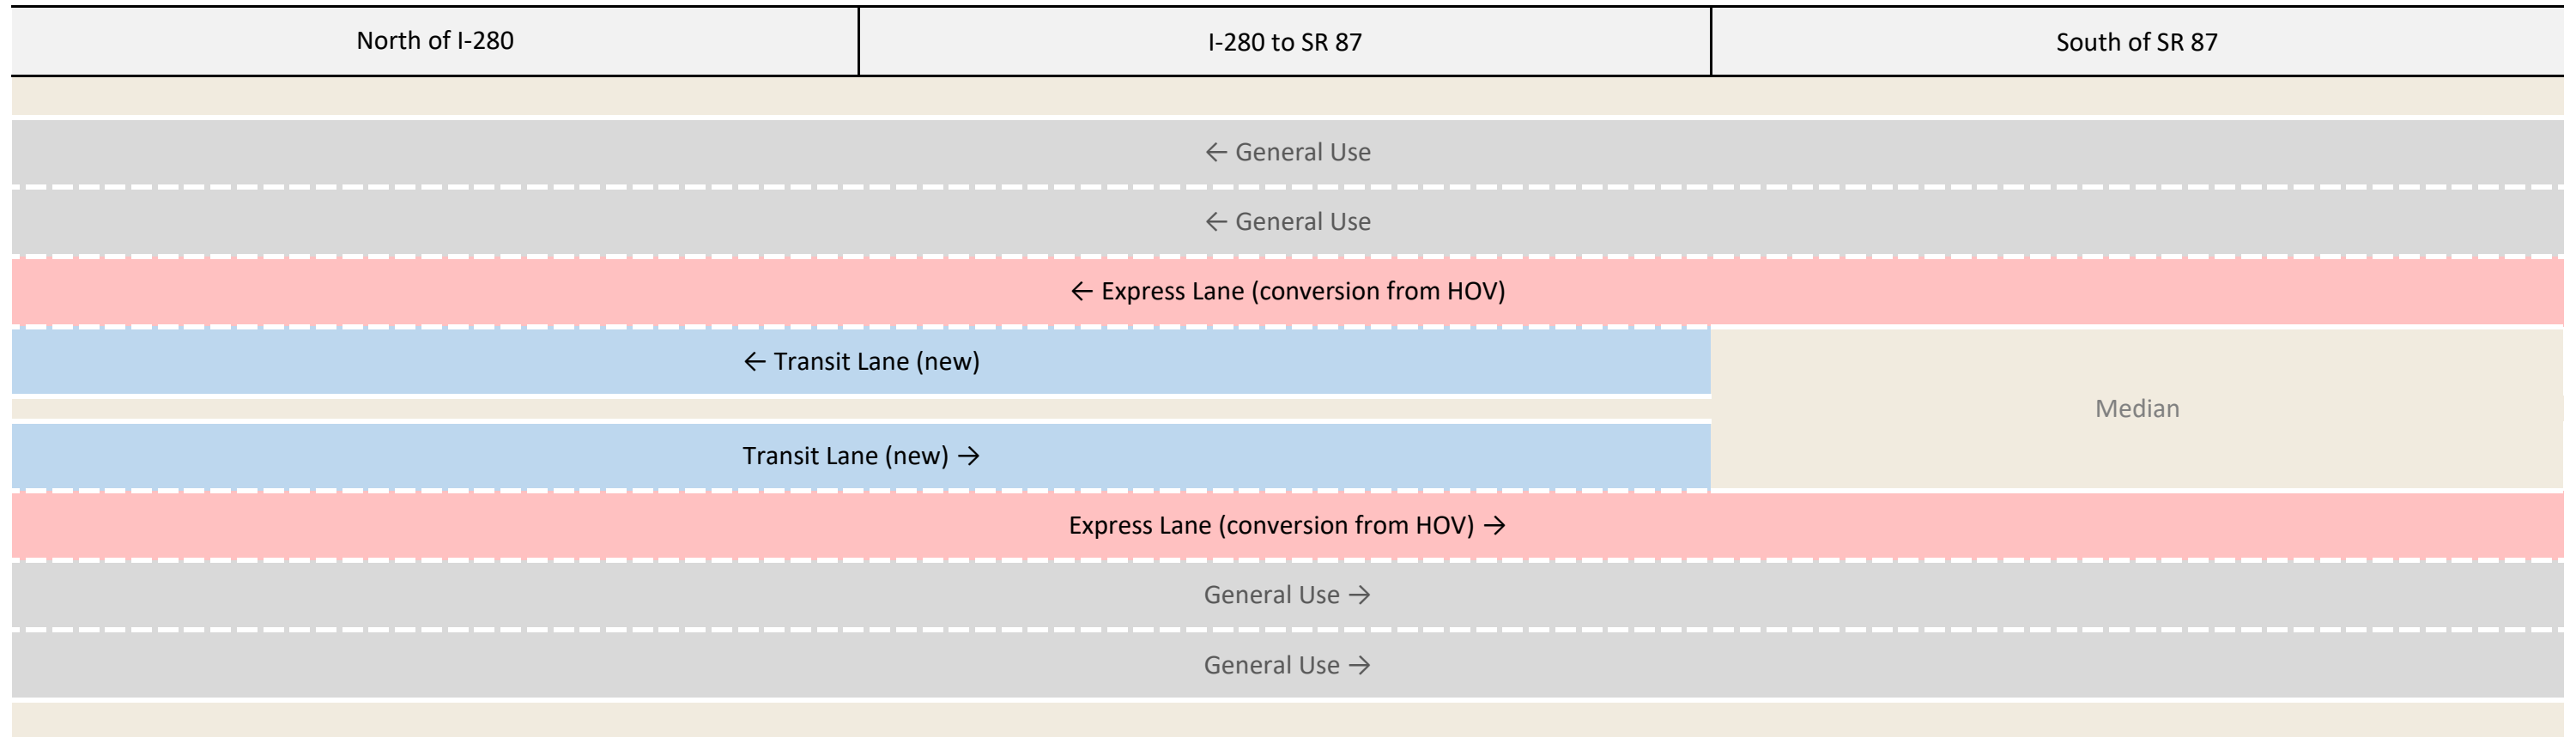 North of I-280
I-280 to SR 87
South of SR 87
← General Use
← General Use
← Express Lane (conversion from HOV)
← Transit Lane (new)
Median
Transit Lane (new) →
Express Lane (conversion from HOV) →
General Use →
General Use →